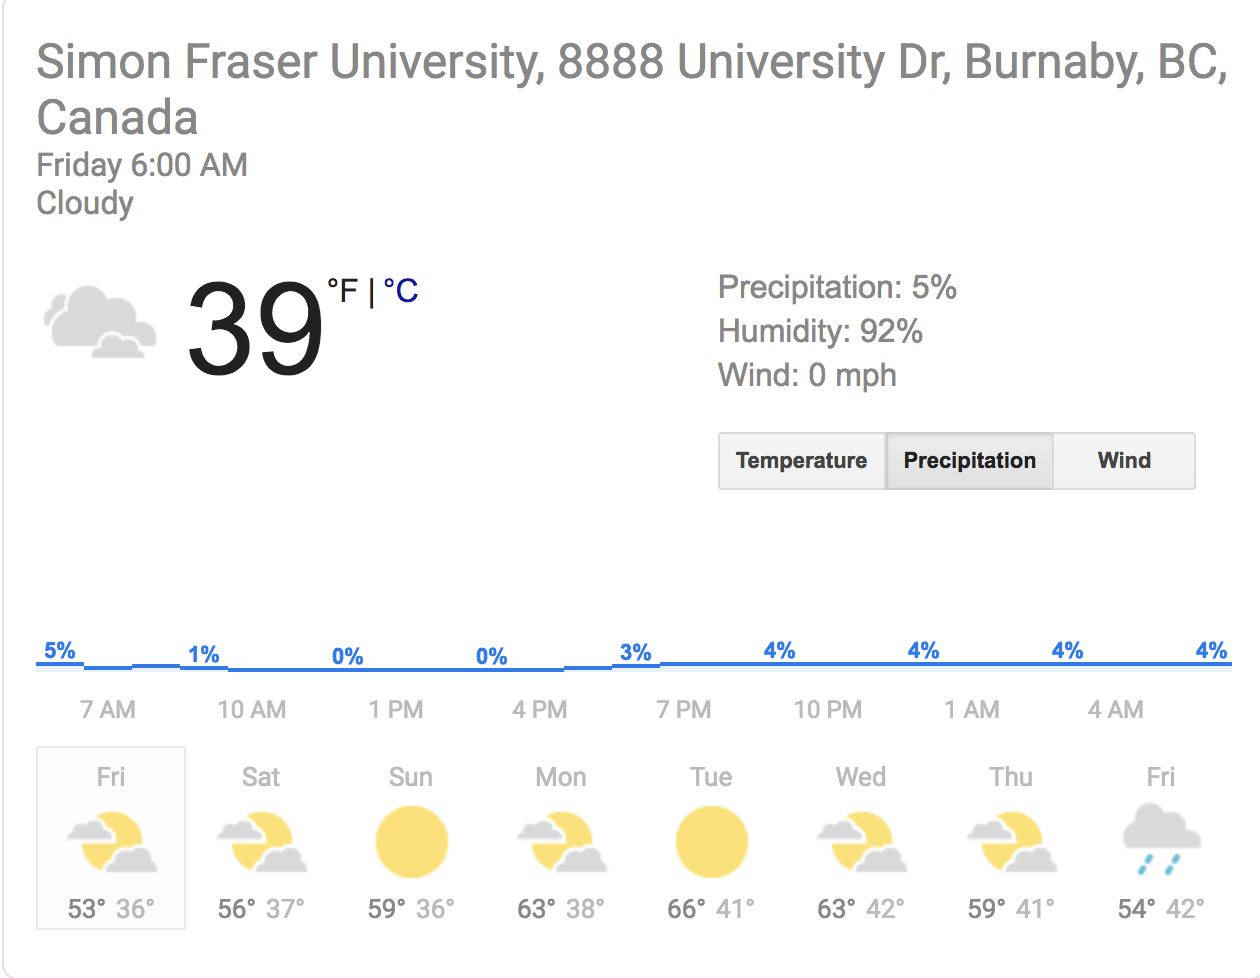 Simon Fraser University, 8888 University Dr, Burnaby, BC,
Canada
Friday 6:00 AM
Cloudy
39 °F | °C
Precipitation: 5%
Humidity: 92%
Wind: 0 mph
Temperature Precipitation Wind
5% 1% 0% 0% 3% 4% 4% 4% 4%
7 AM 10 AM 1 PM 4 PM 7 PM 10 PM 1 AM 4 AM
Fri Sat Sun Mon Tue Wed Thu Fri
53° 36° 56° 37° 59° 36° 63° 38° 66° 41° 63° 42° 59° 41° 54° 42°